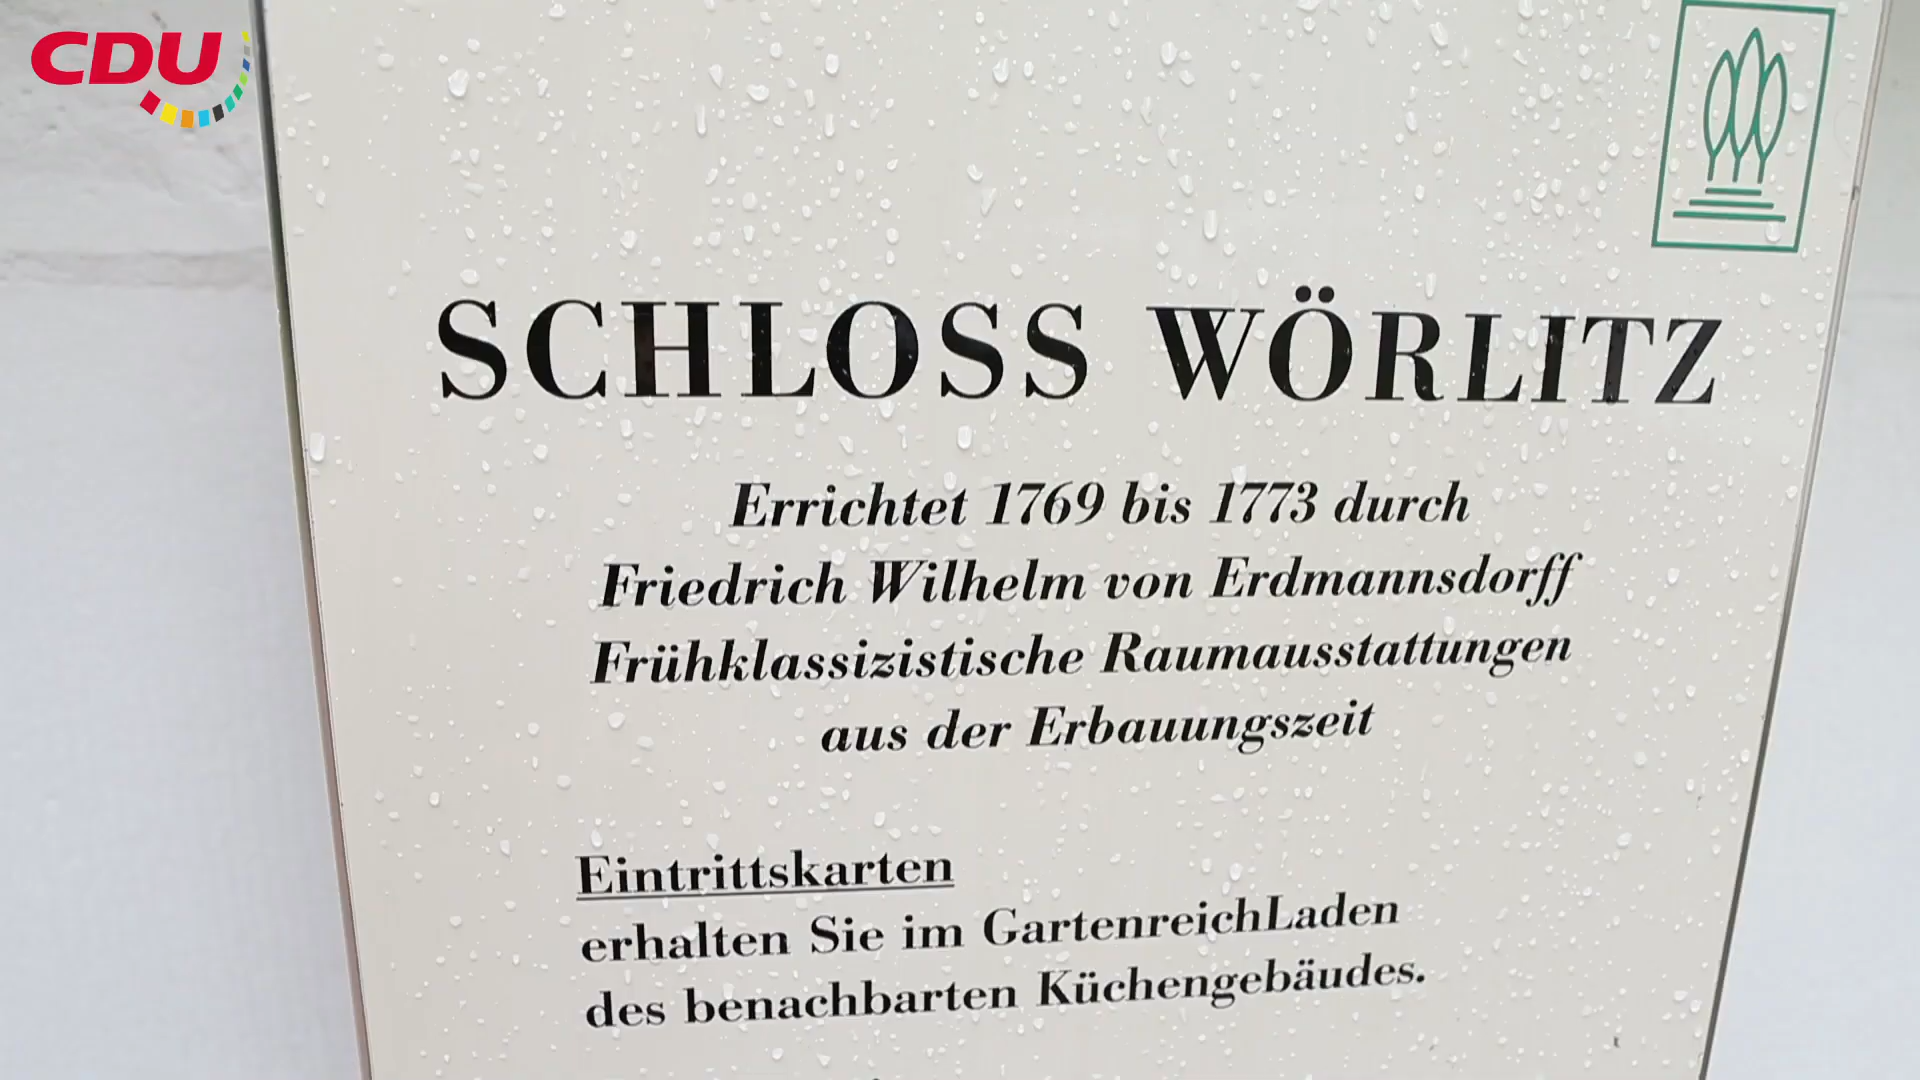 CDU
SCHLOSS WÖRLITZ
Errichtet 1769 bis 1773 durch
Friedrich Wilhelm von Erdmannsdorff
Frühklassizistische Raumausstattungen
aus der Erbauungszeit
Eintrittskarten
erhalten Sie im GartenreichLaden
des benachbarten Küchengebäudes.